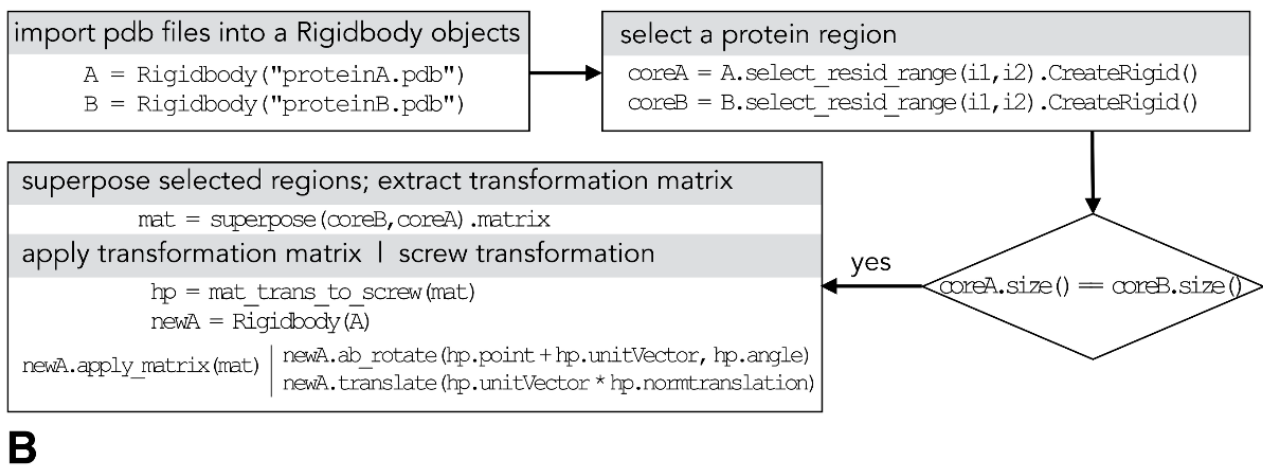 import pdb files into a Rigidbody objects
A = Rigidbody("proteinA.pdb")
B = Rigidbody("proteinB.pdb")
select a protein region
coreA = A.select_resid_range(i1,i2).CreateRigid()
coreB = B.select_resid_range(i1,i2).CreateRigid()
coreA.size() == coreB.size()
yes
superpose selected regions; extract transformation matrix
mat = superpose(coreB,coreA).matrix
apply transformation matrix | screw transformation
hp = mat_trans_to_screw(mat)
newA = Rigidbody(A)
newA.apply_matrix(mat)
newA.ab_rotate(hp.point+hp.unitVector, hp.angle)
newA.translate(hp.unitVector * hp.normtranslation)
B